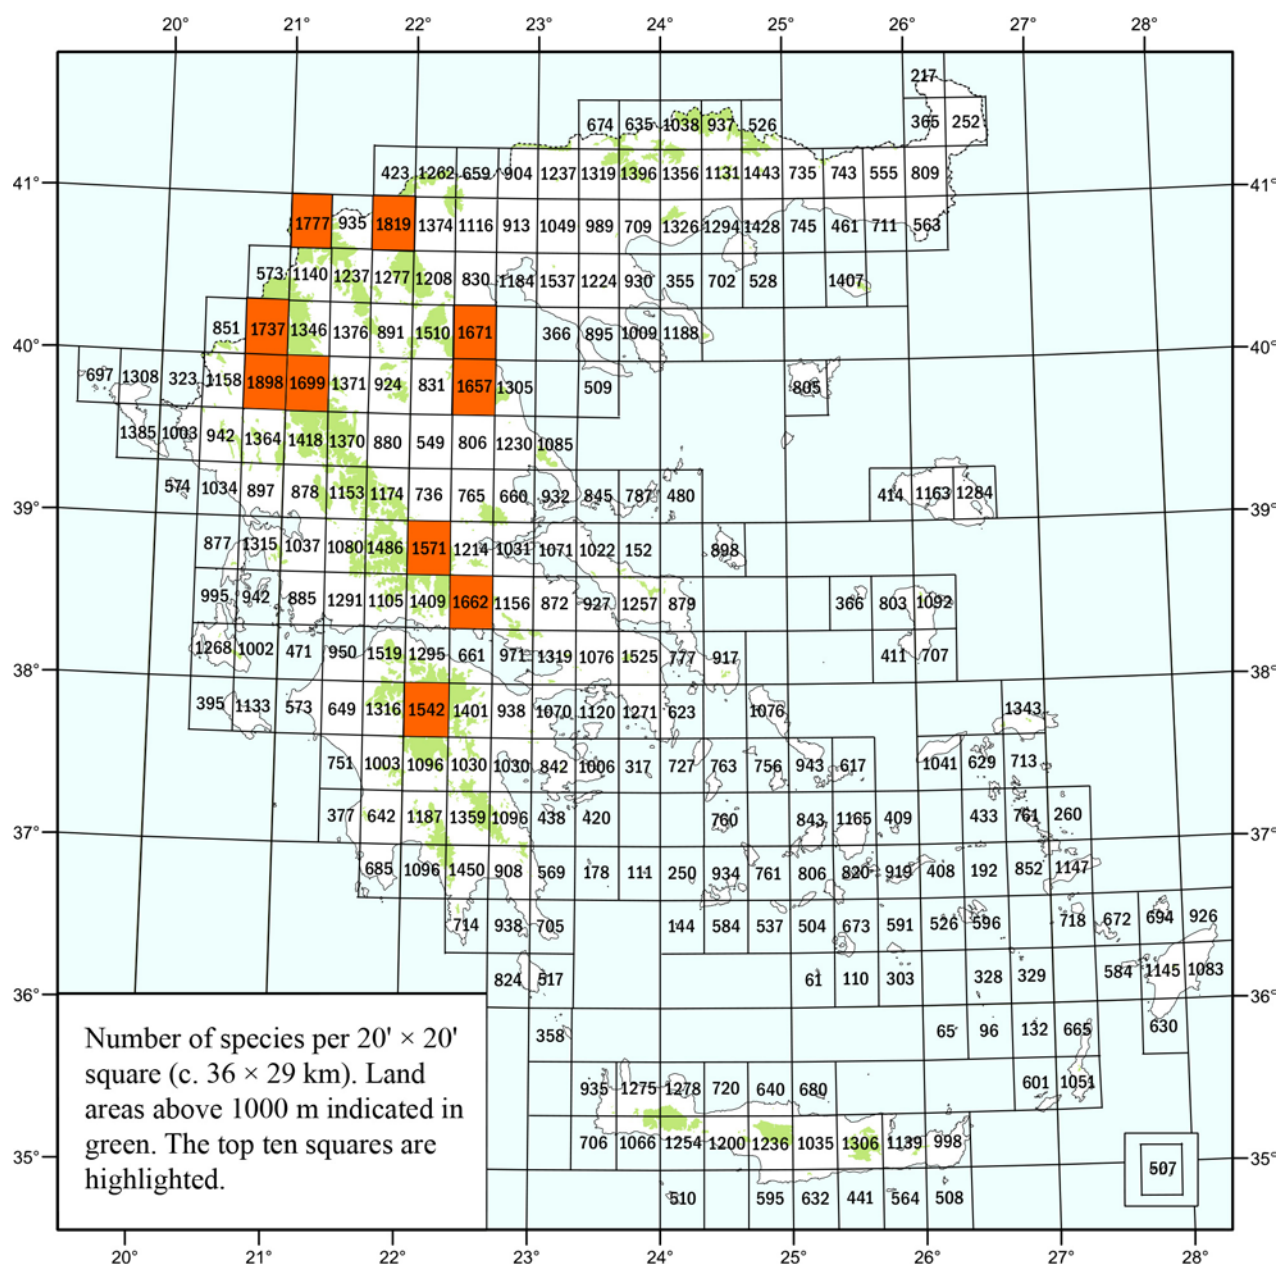 20° 21° 22° 23° 24° 25° 26° 27° 28°
217
674 635 1038 937 526 365 252
423 1262 659 904 1237 1319 1396 1356 1131 1443 735 743 555 809
41° 41°
1777 935 1819 1374 1116 913 1049 989 709 1326 1294 1428 745 461 711 563
573 1140 1237 1277 1208 830 1184 1537 1224 930 355 702 528 1407
851 1737 1346 1376 891 1510 1671 366 895 1009 1188
40° 40°
697 1308 323 1158 1898 1699 1371 924 831 1657 1305 509 805
1385 1003 942 1364 1418 1370 880 549 806 1230 1085
574 1034 897 878 1153 1174 736 765 660 932 845 787 480 414 1163 1284
39° 39°
877 1315 1037 1080 1486 1571 1214 1031 1071 1022 152 898
995 942 885 1291 1105 1409 1662 1156 872 927 1257 879 366 803 1092
1268 1002 471 950 1519 1295 661 971 1319 1076 1525 777 917 411 707
38° 38°
395 1133 573 649 1316 1542 1401 938 1070 1120 1271 623 1076 1343
751 1003 1096 1030 1030 842 1006 317 727 763 756 943 617 1041 629 713
377 642 1187 1359 1096 438 420 760 843 1165 409 433 761 260
37° 37°
685 1096 1450 908 569 178 111 250 934 761 806 820 919 408 192 852 1147
714 938 705 144 584 537 504 673 591 526 596 718 672 694 926
824 517 61 110 303 328 329 584 1145 1083
36° 36°
358 65 96 132 665 630
Number of species per 20' × 20'
square (c. 36 × 29 km). Land
areas above 1000 m indicated in
green. The top ten squares are
highlighted.
935 1275 1278 720 640 680 601 1051
706 1066 1254 1200 1236 1035 1306 1139 998
35° 35°
507
510 595 632 441 564 508
20° 21° 22° 23° 24° 25° 26° 27° 28°